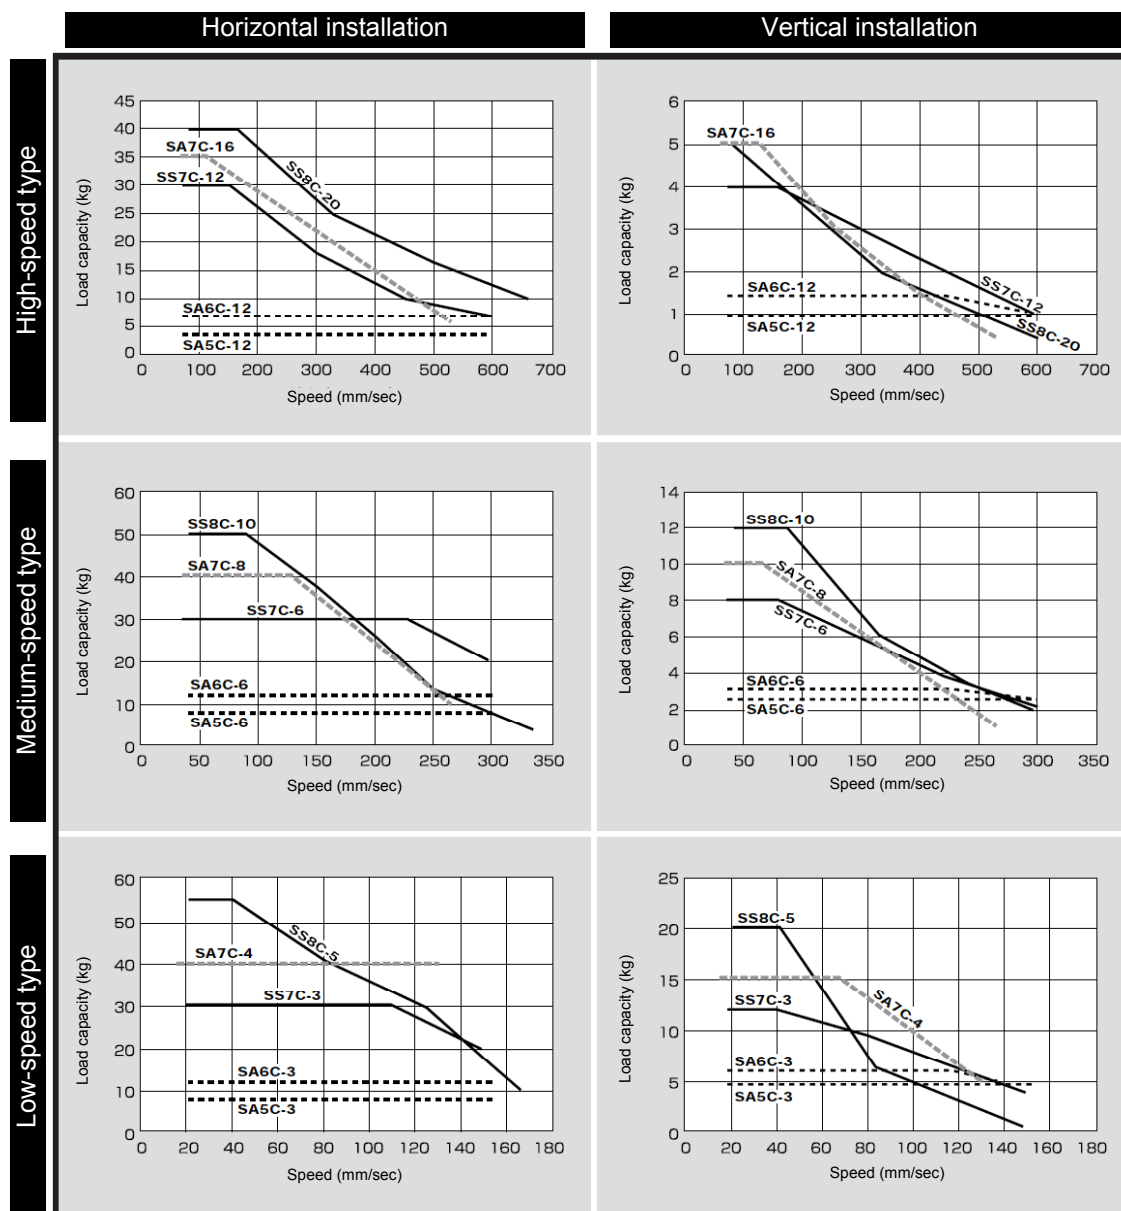 Horizontal installation
Vertical installation
High-speed type
Load capacity (kg)
45
40
35
30
25
20
15
10
5
0
SA7C-16
SS7C-12
SS8C-20
SA6C-12
SA5C-12
0 100 200 300 400 500 600 700
Speed (mm/sec)
Load capacity (kg)
6
5
4
3
2
1
0
SA7C-16
SA6C-12
SA5C-12
SS7C-12
SS8C-20
0 100 200 300 400 500 600 700
Speed (mm/sec)
Medium-speed type
Load capacity (kg)
60
50
40
30
20
10
0
SS8C-10
SA7C-8
SS7C-6
SA6C-6
SA5C-6
0 50 100 150 200 250 300 350
Speed (mm/sec)
Load capacity (kg)
14
12
10
8
6
4
2
0
SS8C-10
SA7C-8
SS7C-6
SA6C-6
SA5C-6
0 50 100 150 200 250 300 350
Speed (mm/sec)
Low-speed type
Load capacity (kg)
60
50
40
30
20
10
0
SS8C-5
SA7C-4
SS7C-3
SA6C-3
SA5C-3
0 20 40 60 80 100 120 140 160 180
Speed (mm/sec)
Load capacity (kg)
25
20
15
10
5
0
SS8C-5
SS7C-3
SA7C-4
SA6C-3
SA5C-3
0 20 40 60 80 100 120 140 160 180
Speed (mm/sec)